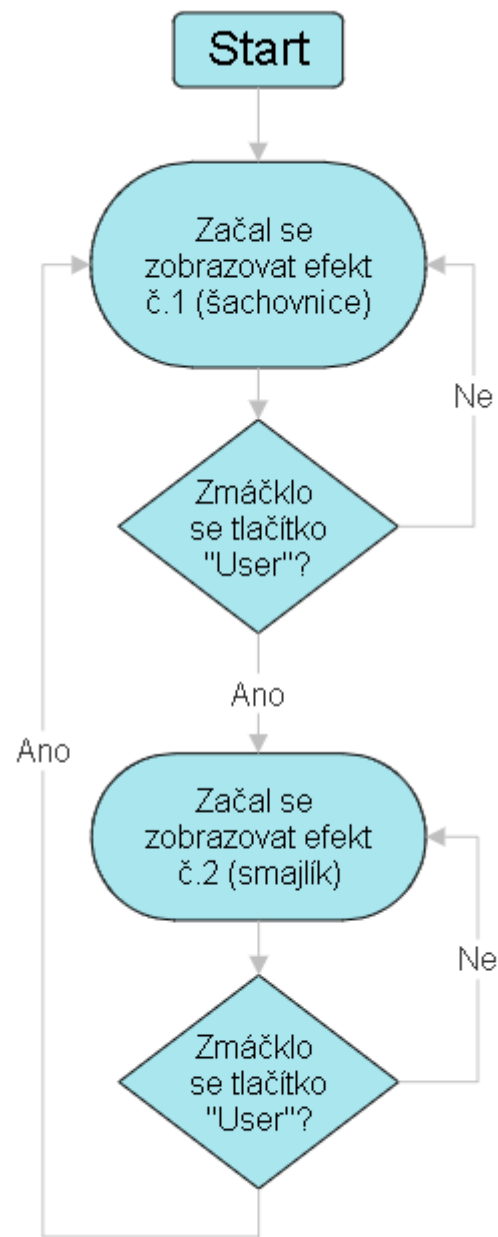 Start
Začal se
zobrazovat efekt
č.1 (šachovnice)
Ne
Zmáčklo
se tlačítko
"User"?
Ano
Ano
Začal se
zobrazovat efekt
č.2 (smajlík)
Ne
Zmáčklo
se tlačítko
"User"?